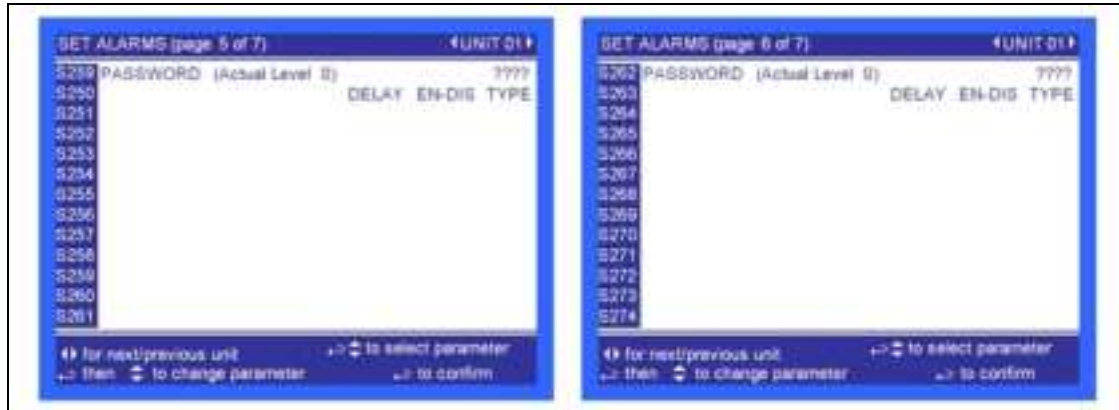 SET ALARMS (page 5 of 7) UNIT 01
PASSWORD (Actual Level 0) ????
S250 DELAY EN-DIS TYPE
S251
S252
S253
S254
S255
S256
S257
S258
S259
S260
S261
for next/previous unit to select parameter
then to change parameter to confirm
SET ALARMS (page 6 of 7) UNIT 01
S262 PASSWORD (Actual Level 0) ????
S263 DELAY EN-DIS TYPE
S264
S265
S266
S267
S268
S269
S270
S271
S272
S273
S274
for next/previous unit to select parameter
then to change parameter to confirm